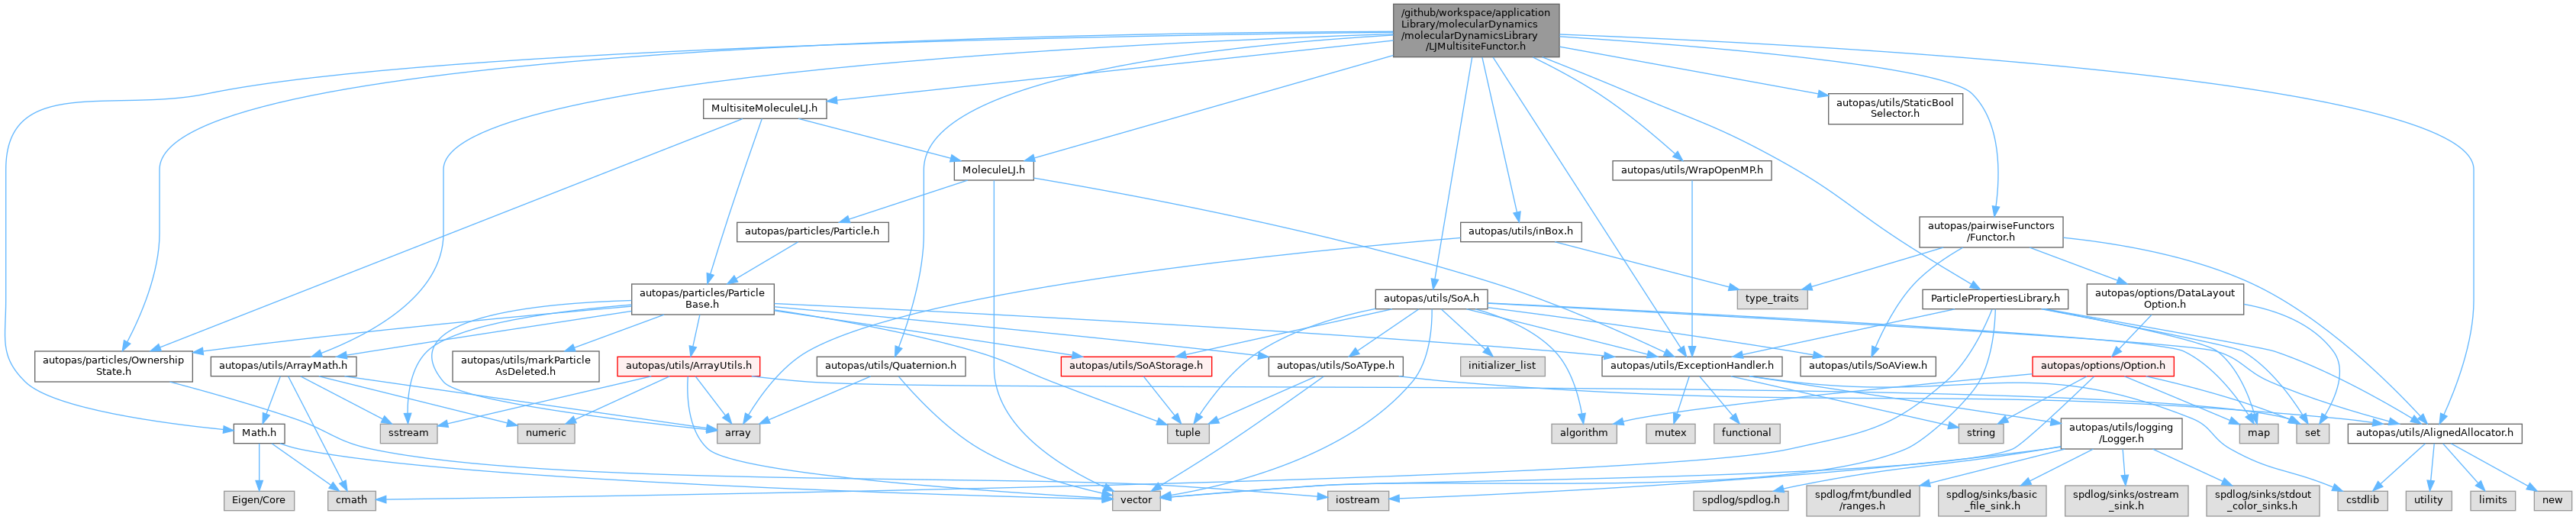 /github/workspace/application
Library/molecularDynamics
/molecularDynamicsLibrary
/LJMultisiteFunctor.h
MultisiteMoleculeLJ.h
autopas/utils/StaticBool
Selector.h
MoleculeLJ.h
autopas/utils/WrapOpenMP.h
autopas/particles/Particle.h
autopas/utils/inBox.h
autopas/pairwiseFunctors
/Functor.h
autopas/particles/Particle
Base.h
autopas/utils/SoA.h
type_traits
ParticlePropertiesLibrary.h
autopas/options/DataLayout
Option.h
autopas/particles/Ownership
State.h
autopas/utils/ArrayMath.h
autopas/utils/markParticle
AsDeleted.h
autopas/utils/ArrayUtils.h
autopas/utils/Quaternion.h
autopas/utils/SoAStorage.h
autopas/utils/SoAType.h
initializer_list
autopas/utils/ExceptionHandler.h
autopas/utils/SoAView.h
autopas/options/Option.h
Math.h
sstream
numeric
array
tuple
algorithm
mutex
functional
string
autopas/utils/logging
/Logger.h
map
set
autopas/utils/AlignedAllocator.h
Eigen/Core
cmath
iostream
vector
spdlog/spdlog.h
spdlog/fmt/bundled
/ranges.h
spdlog/sinks/basic
_file_sink.h
spdlog/sinks/ostream
_sink.h
spdlog/sinks/stdout
_color_sinks.h
cstdlib
utility
limits
new